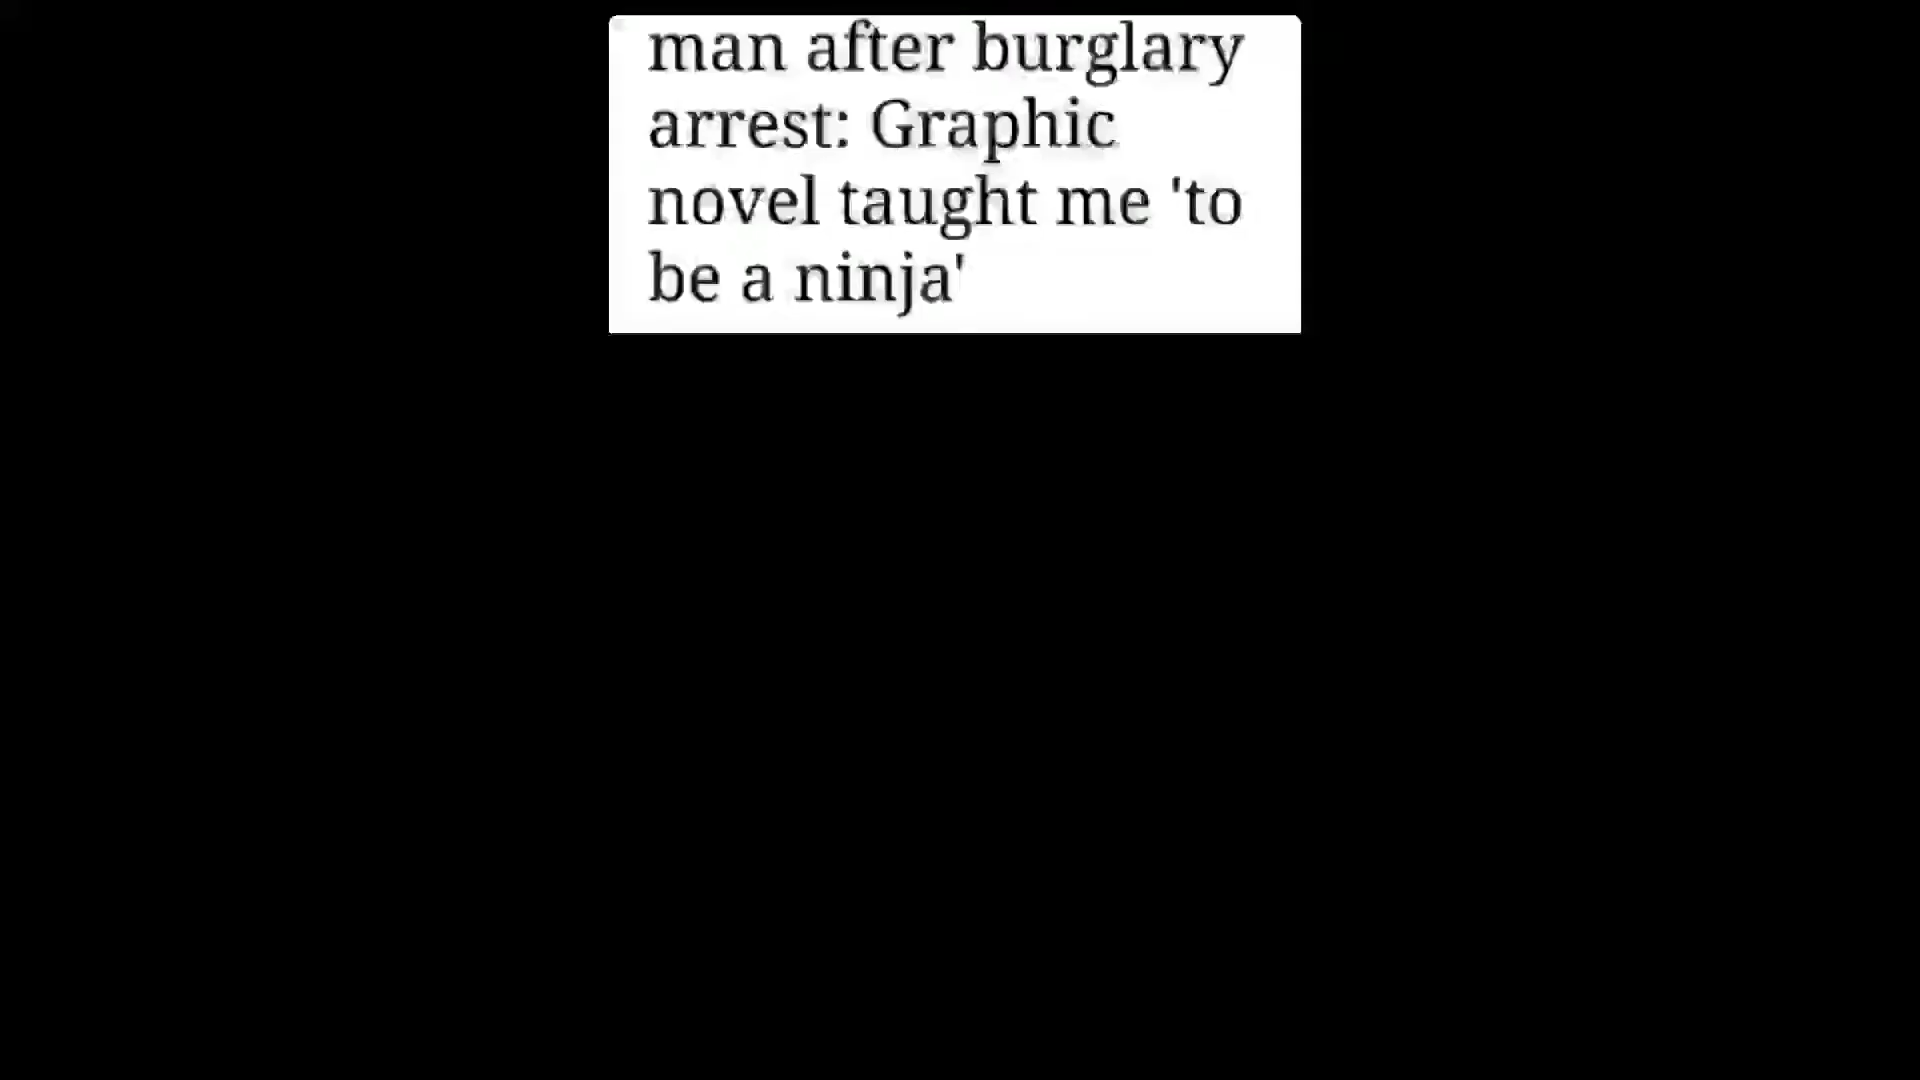 man after burglary
arrest: Graphic
novel taught me 'to
be a ninja'